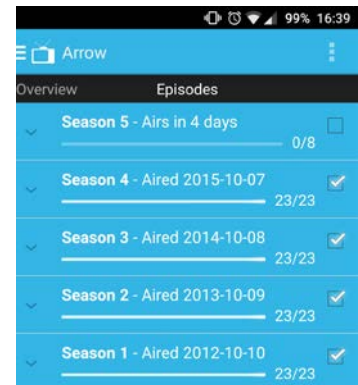 99% 16:39
Arrow
Overview Episodes
Season 5 - Airs in 4 days
0/8
Season 4 - Aired 2015-10-07
23/23
Season 3 - Aired 2014-10-08
23/23
Season 2 - Aired 2013-10-09
23/23
Season 1 - Aired 2012-10-10
23/23